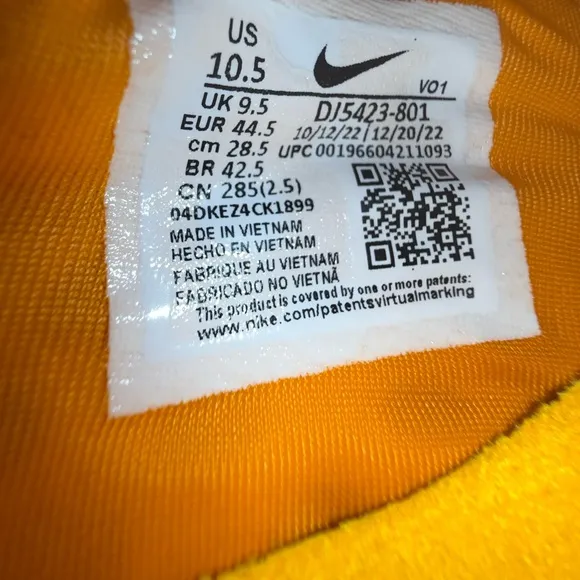 US
10.5
V01
UK 9.5
DJ5423-801
EUR 44.5
10/12/22/12/20/22
cm 28.5
UPC 00196604211093
BR 42.5
CN 285(2.5)
04DKEZ4CK1899
MADE IN VIETNAM
HECHO EN VIETNAM
FABRIQUE AU VIETNAM
FABRICADO NO VIETNÃ
This product is covered by one or more patents:
www.nike.com/patentsvirtualmarking